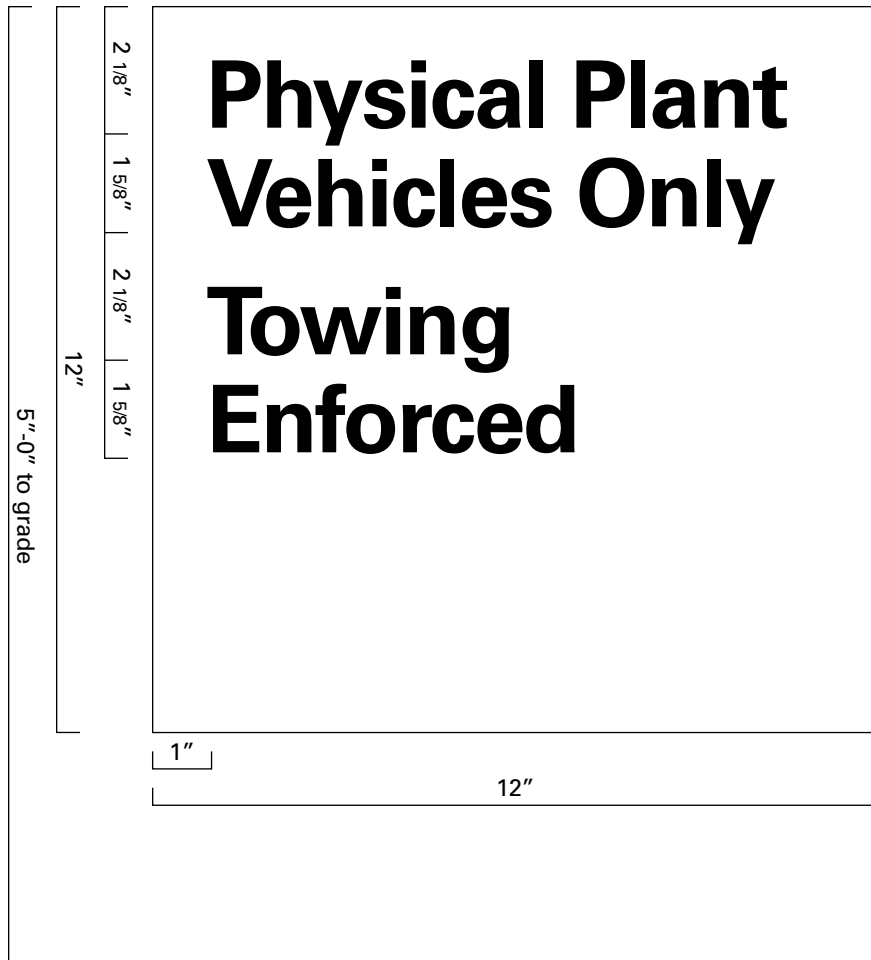 Physical Plant
Vehicles Only
Towing
Enforced
2 1/8″
1 5/8″
2 1/8″
1 5/8″
12″
5″-0″ to grade
1″
12″